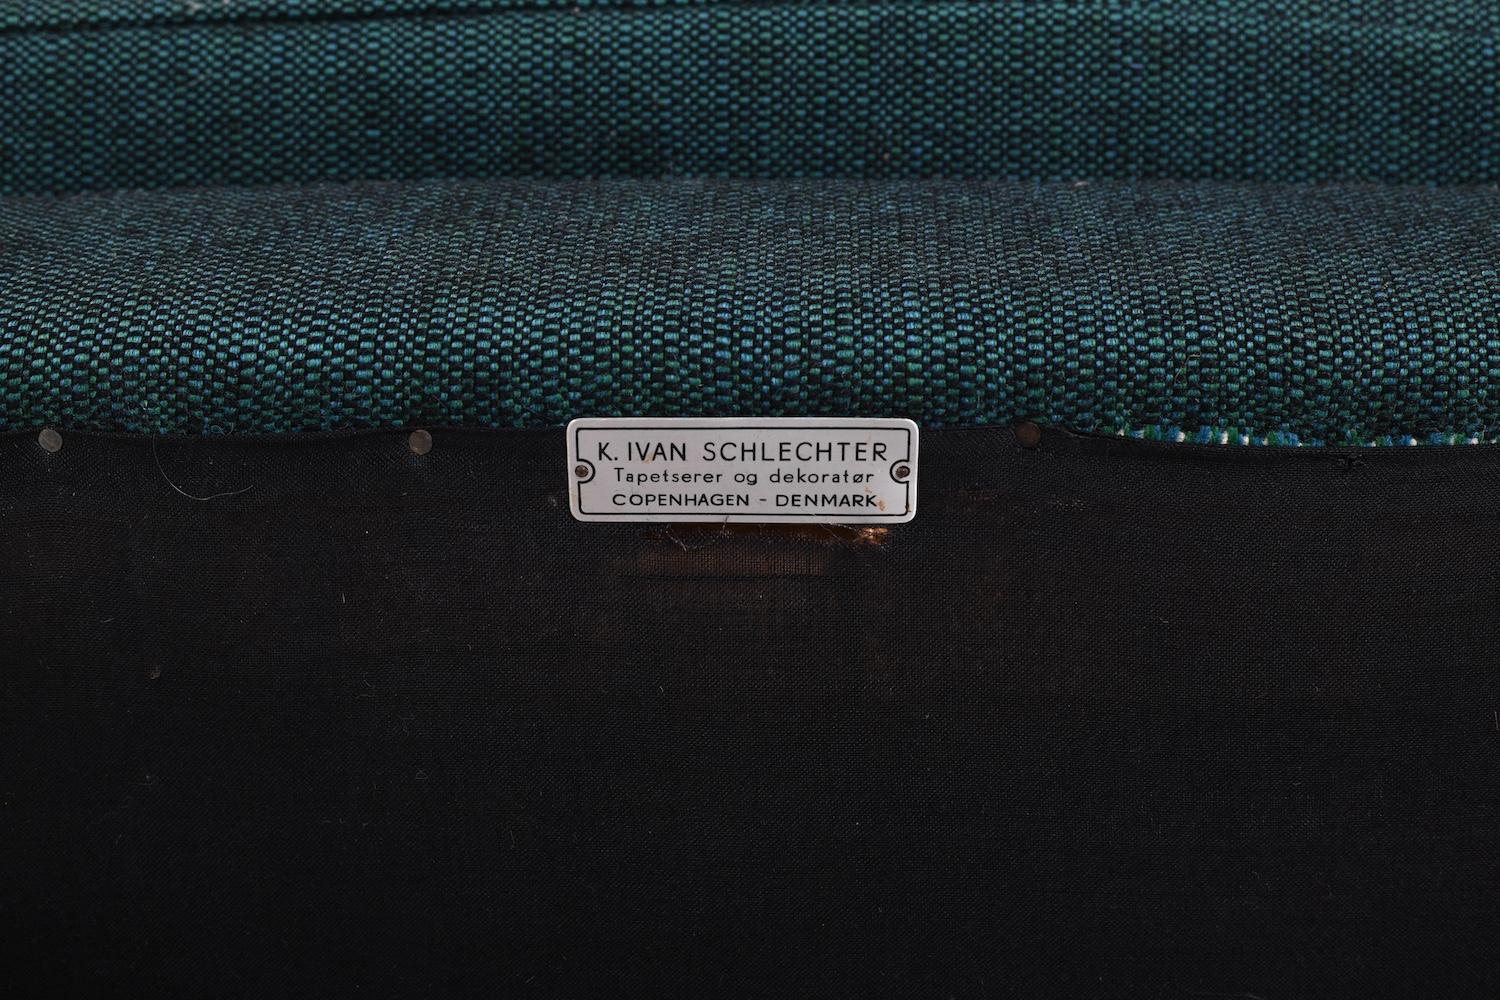 K. IVAN SCHLECHTER
Tapetserer og dekoratør
COPENHAGEN - DENMARK